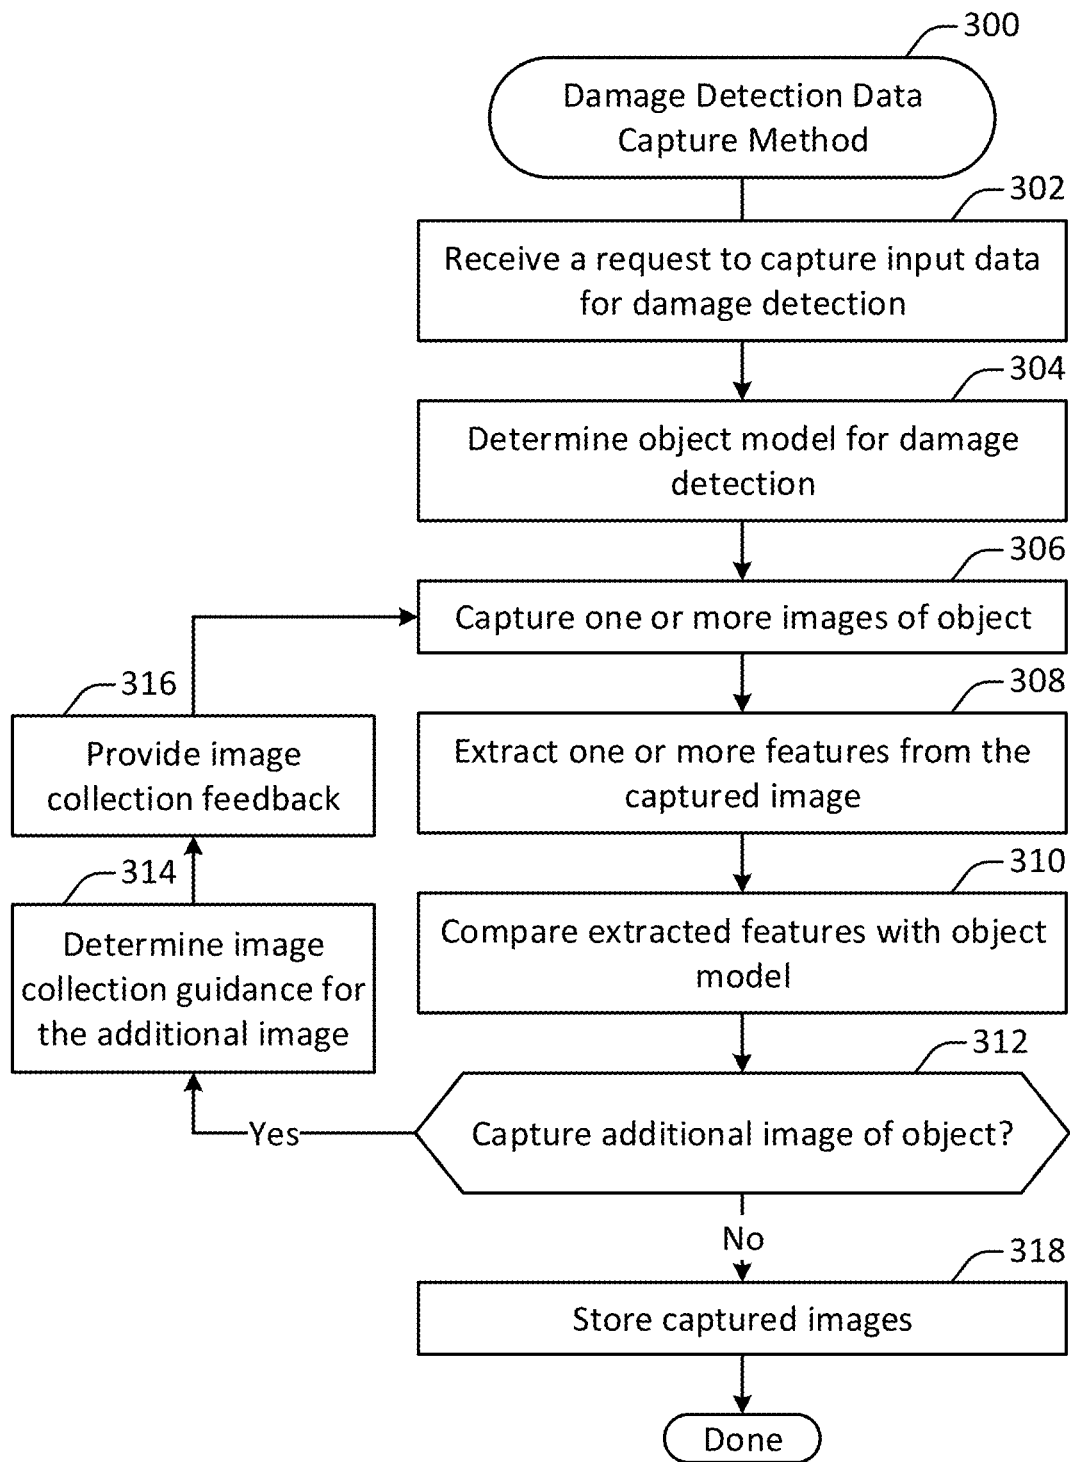 300
Damage Detection Data
Capture Method
302
Receive a request to capture input data
for damage detection
304
Determine object model for damage
detection
306
Capture one or more images of object
308
Extract one or more features from the
captured image
310
Compare extracted features with object
model
312
Capture additional image of object?
Yes
314
Determine image
collection guidance for
the additional image
316
Provide image
collection feedback
No
318
Store captured images
Done